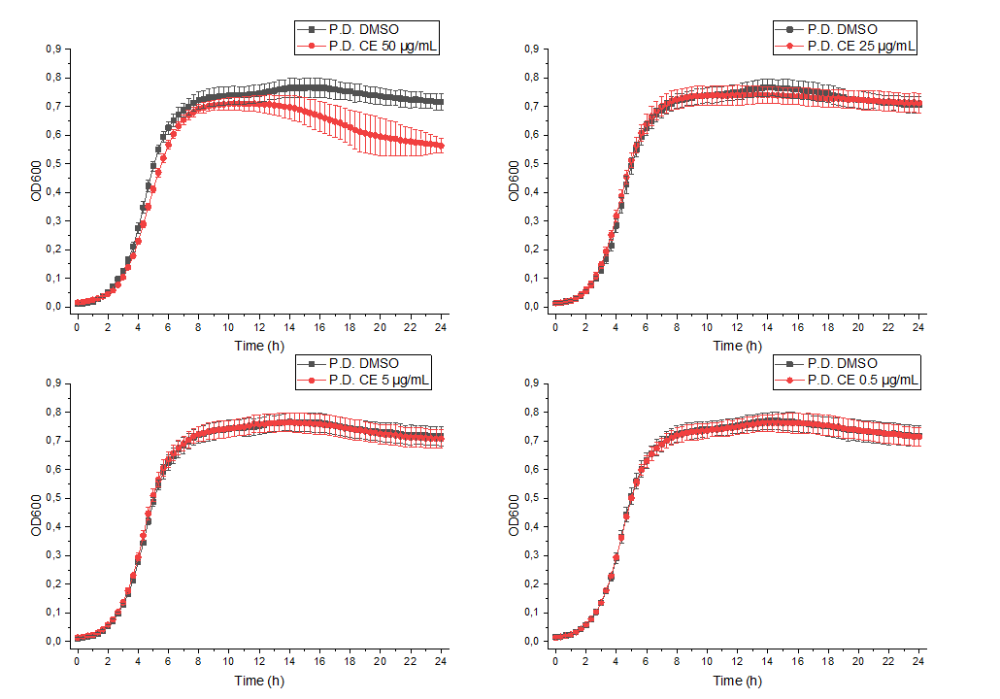 P.D. DMSO
P.D. CE 50 µg/mL
0,9
0,8
0,7
0,6
0,5
0,4
0,3
0,2
0,1
0,0
OD600
0 2 4 6 8 10 12 14 16 18 20 22 24
Time (h)
P.D. DMSO
P.D. CE 25 µg/mL
0,9
0,8
0,7
0,6
0,5
0,4
0,3
0,2
0,1
0,0
OD600
0 2 4 6 8 10 12 14 16 18 20 22 24
Time (h)
P.D. DMSO
P.D. CE 5 µg/mL
0,9
0,8
0,7
0,6
0,5
0,4
0,3
0,2
0,1
0,0
OD600
0 2 4 6 8 10 12 14 16 18 20 22 24
Time (h)
P.D. DMSO
P.D. CE 0.5 µg/mL
0,9
0,8
0,7
0,6
0,5
0,4
0,3
0,2
0,1
0,0
OD600
0 2 4 6 8 10 12 14 16 18 20 22 24
Time (h)